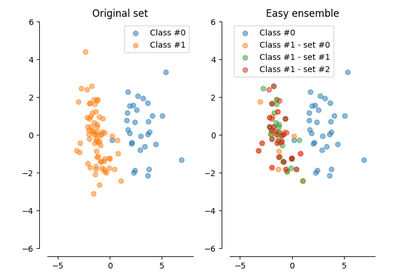 Original set
Easy ensemble
6
4
2
0
−2
−4
−6
−5
0
5
Class #0
Class #1
6
4
2
0
−2
−4
−6
−5
0
5
Class #0
Class #1 - set #0
Class #1 - set #1
Class #1 - set #2